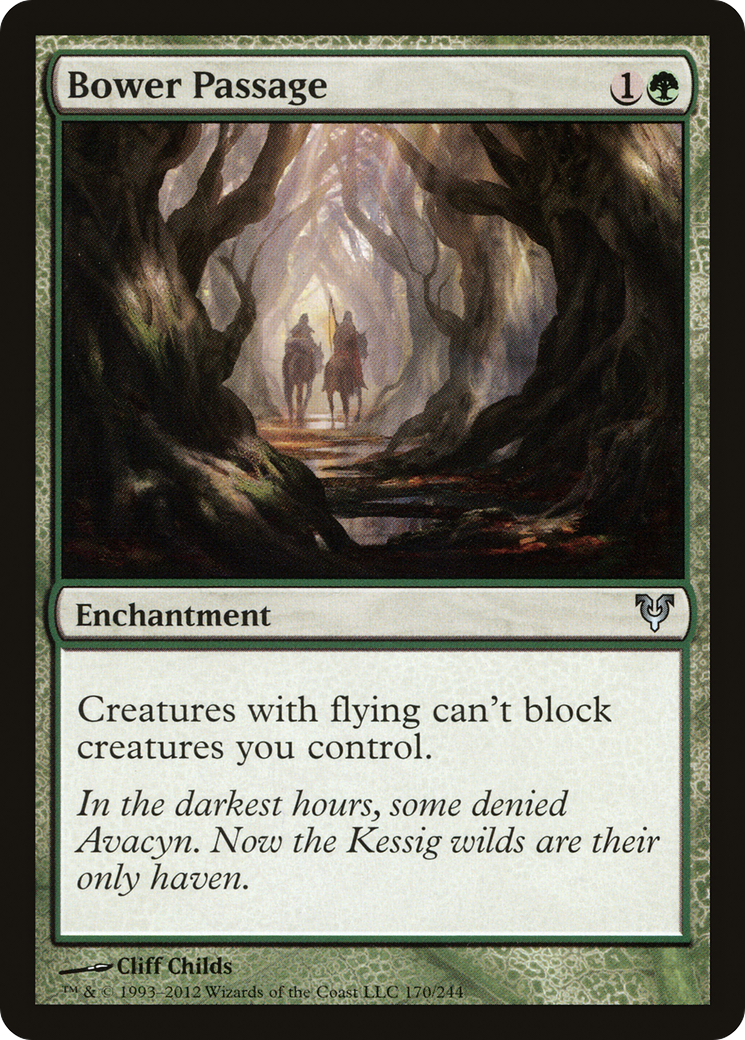 Bower Passage 1
Enchantment
Creatures with flying can't block
creatures you control.
In the darkest hours, some denied
Avacyn. Now the Kessig wilds are their
only haven.
Cliff Childs
™ & © 1993–2012 Wizards of the Coast LLC 170/244